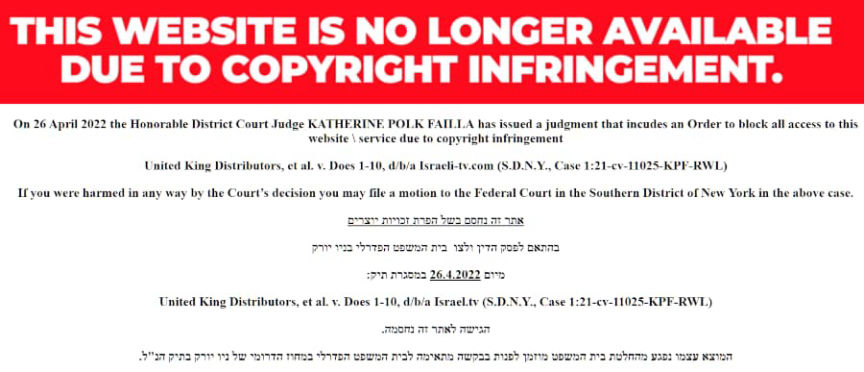 THIS WEBSITE IS NO LONGER AVAILABLE
DUE TO COPYRIGHT INFRINGEMENT.
On 26 April 2022 the Honorable District Court Judge KATHERINE POLK FAILLA has issued a judgment that incudes an Order to block all access to this
website \ service due to copyright infringement
United King Distributors, et al. v. Does 1-10, d/b/a Israeli-tv.com (S.D.N.Y., Case 1:21-cv-11025-KPF-RWL)
If you were harmed in any way by the Court's decision you may file a motion to the Federal Court in the Southern District of New York in the above case.
אתר זה נחסם בשל הפרת זכויות יוצרים
בהתאם לפסק הדין ולצו בית המשפט הפדרלי בניו יורק
מיום 26.4.2022 במסגרת תיק:
United King Distributors, et al. v. Does 1-10, d/b/a Israel.tv (S.D.N.Y., Case 1:21-cv-11025-KPF-RWL)
הגישה לאתר זה נחסמה.
המוצא עצמו נפגע מהחלטת בית המשפט מוזמן לפנות בבקשה מתאימה לבית המשפט הפדרלי במחוז הדרומי של ניו יורק בתיק הנ"ל.